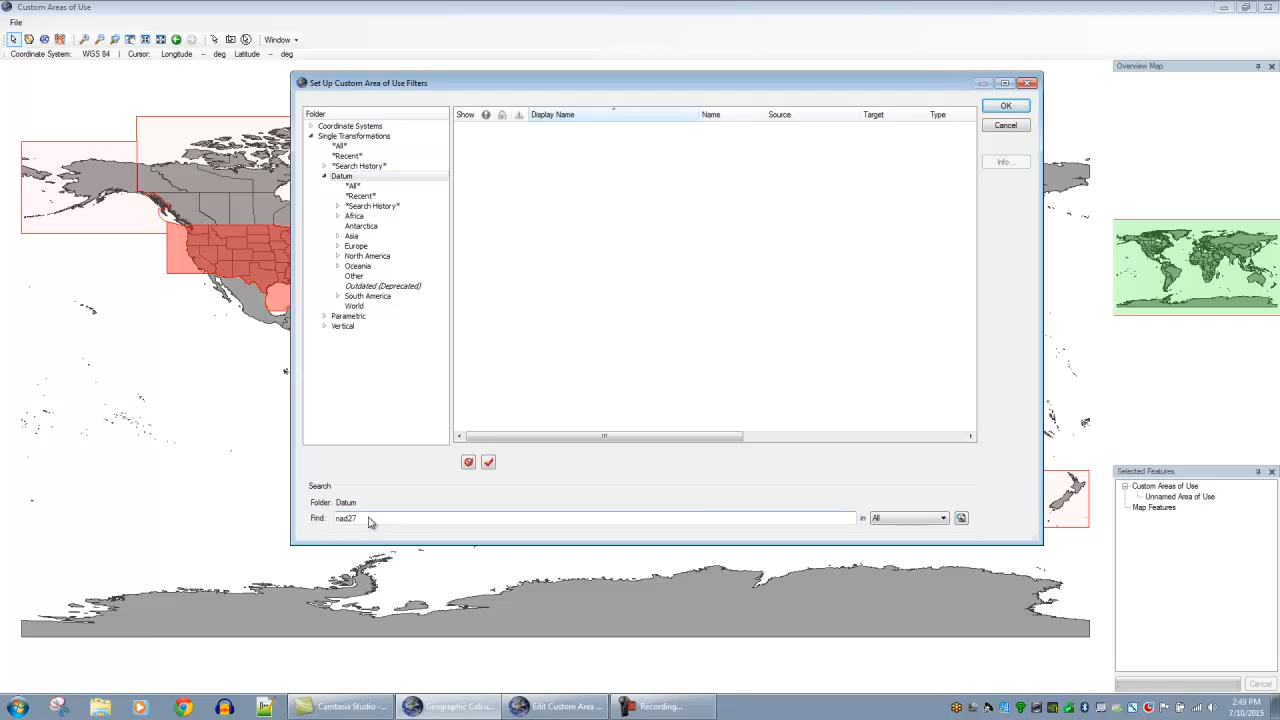 Custom Areas of Use
File
Window
Coordinate System: WGS 84 | Cursor: Longitude -- deg Latitude -- deg
Overview Map
Set Up Custom Area of Use Filters
Folder
Coordinate Systems
Single Transformations
*All*
*Recent*
*Search History*
Datum
*All*
*Recent*
*Search History*
Africa
Antarctica
Asia
Europe
North America
Oceania
Other
Outdated (Deprecated)
South America
World
Parametric
Vertical
Show Display Name Name Source Target Type
OK
Cancel
Info...
Search
Folder: Datum
Find: nad27 in All
Selected Features
Custom Areas of Use
Unnamed Area of Use
Map Features
Cancel
Camtasia Studio -...
Geographic Calcu...
Edit Custom Area ...
Recording...
2:49 PM
7/10/2015